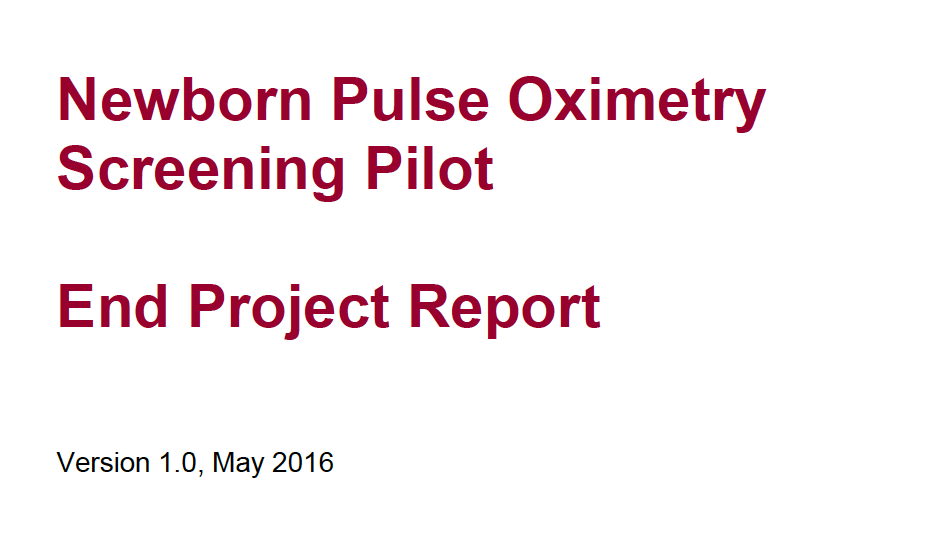 Newborn Pulse Oximetry
Screening Pilot
End Project Report
Version 1.0, May 2016